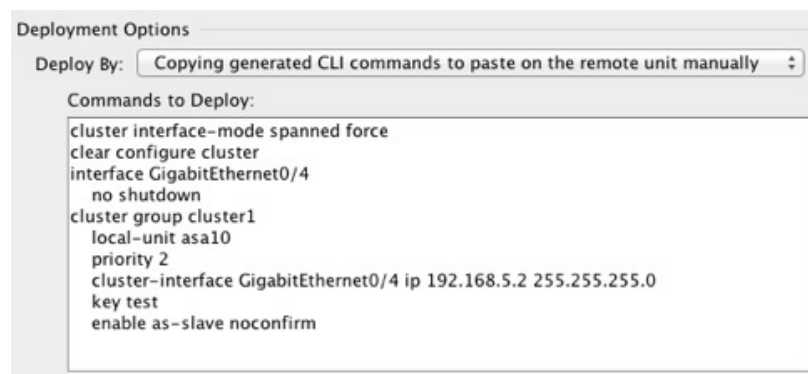 Deployment Options
Deploy By: Copying generated CLI commands to paste on the remote unit manually
Commands to Deploy:
cluster interface-mode spanned force
clear configure cluster
interface GigabitEthernet0/4
no shutdown
cluster group cluster1
local-unit asa10
priority 2
cluster-interface GigabitEthernet0/4 ip 192.168.5.2 255.255.255.0
key test
enable as-slave noconfirm